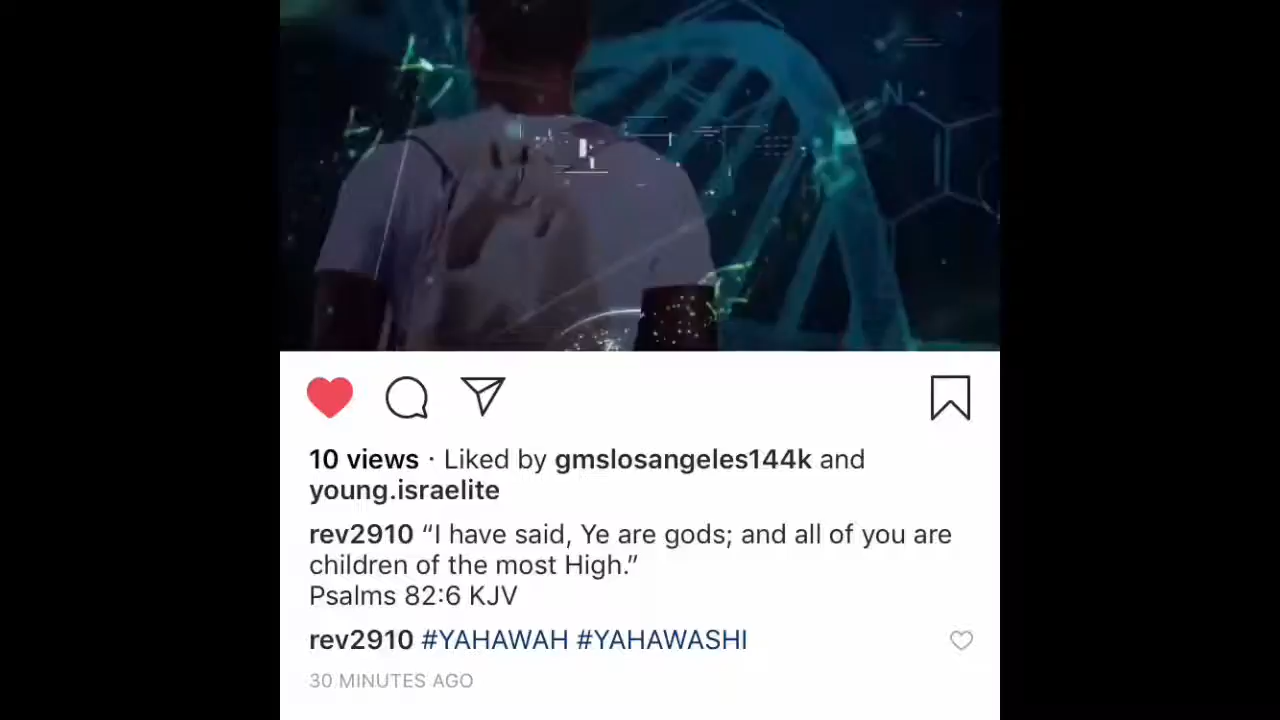 N
H
10 views · Liked by gmslosangeles144k and
young.israelite
rev2910 “I have said, Ye are gods; and all of you are
children of the most High.”
Psalms 82:6 KJV
rev2910 #YAHAWAH #YAHAWASHI
30 MINUTES AGO